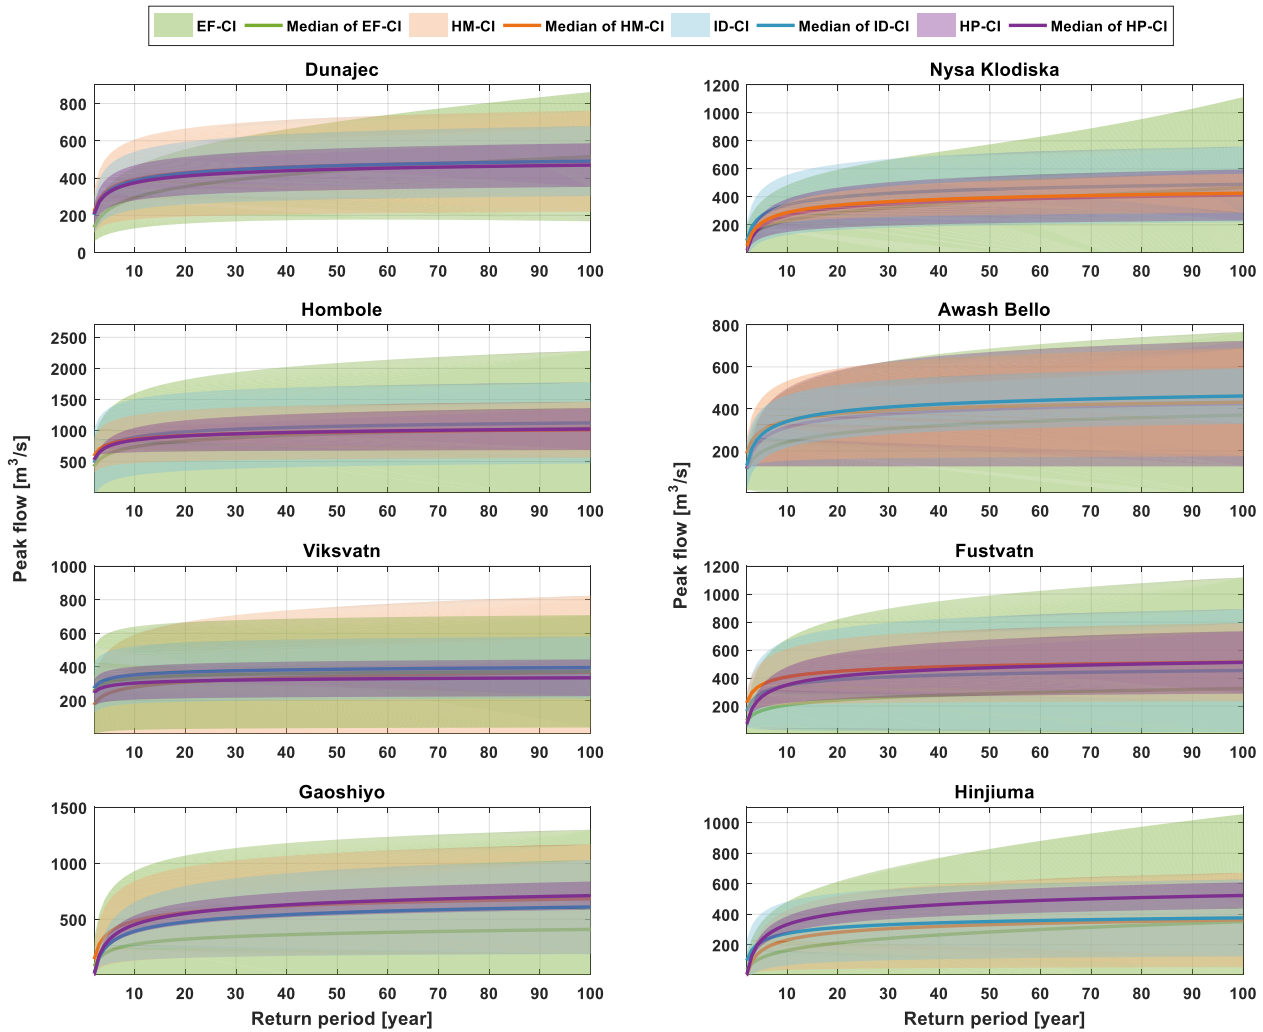 EF-CI Median of EF-CI HM-CI Median of HM-CI ID-CI Median of ID-CI HP-CI Median of HP-CI
Dunajec
800
600
400
200
0
10 20 30 40 50 60 70 80 90 100
Nysa Klodiska
1200
1000
800
600
400
200
10 20 30 40 50 60 70 80 90 100
Hombole
2500
2000
1500
1000
500
10 20 30 40 50 60 70 80 90 100
Awash Bello
800
600
400
200
10 20 30 40 50 60 70 80 90 100
Peak flow [m³/s]
Peak flow [m³/s]
Viksvatn
1000
800
600
400
200
10 20 30 40 50 60 70 80 90 100
Fustvatn
1200
1000
800
600
400
200
10 20 30 40 50 60 70 80 90 100
Gaoshiyo
1500
1000
500
10 20 30 40 50 60 70 80 90 100
Return period [year]
Hinjiuma
1000
800
600
400
200
10 20 30 40 50 60 70 80 90 100
Return period [year]